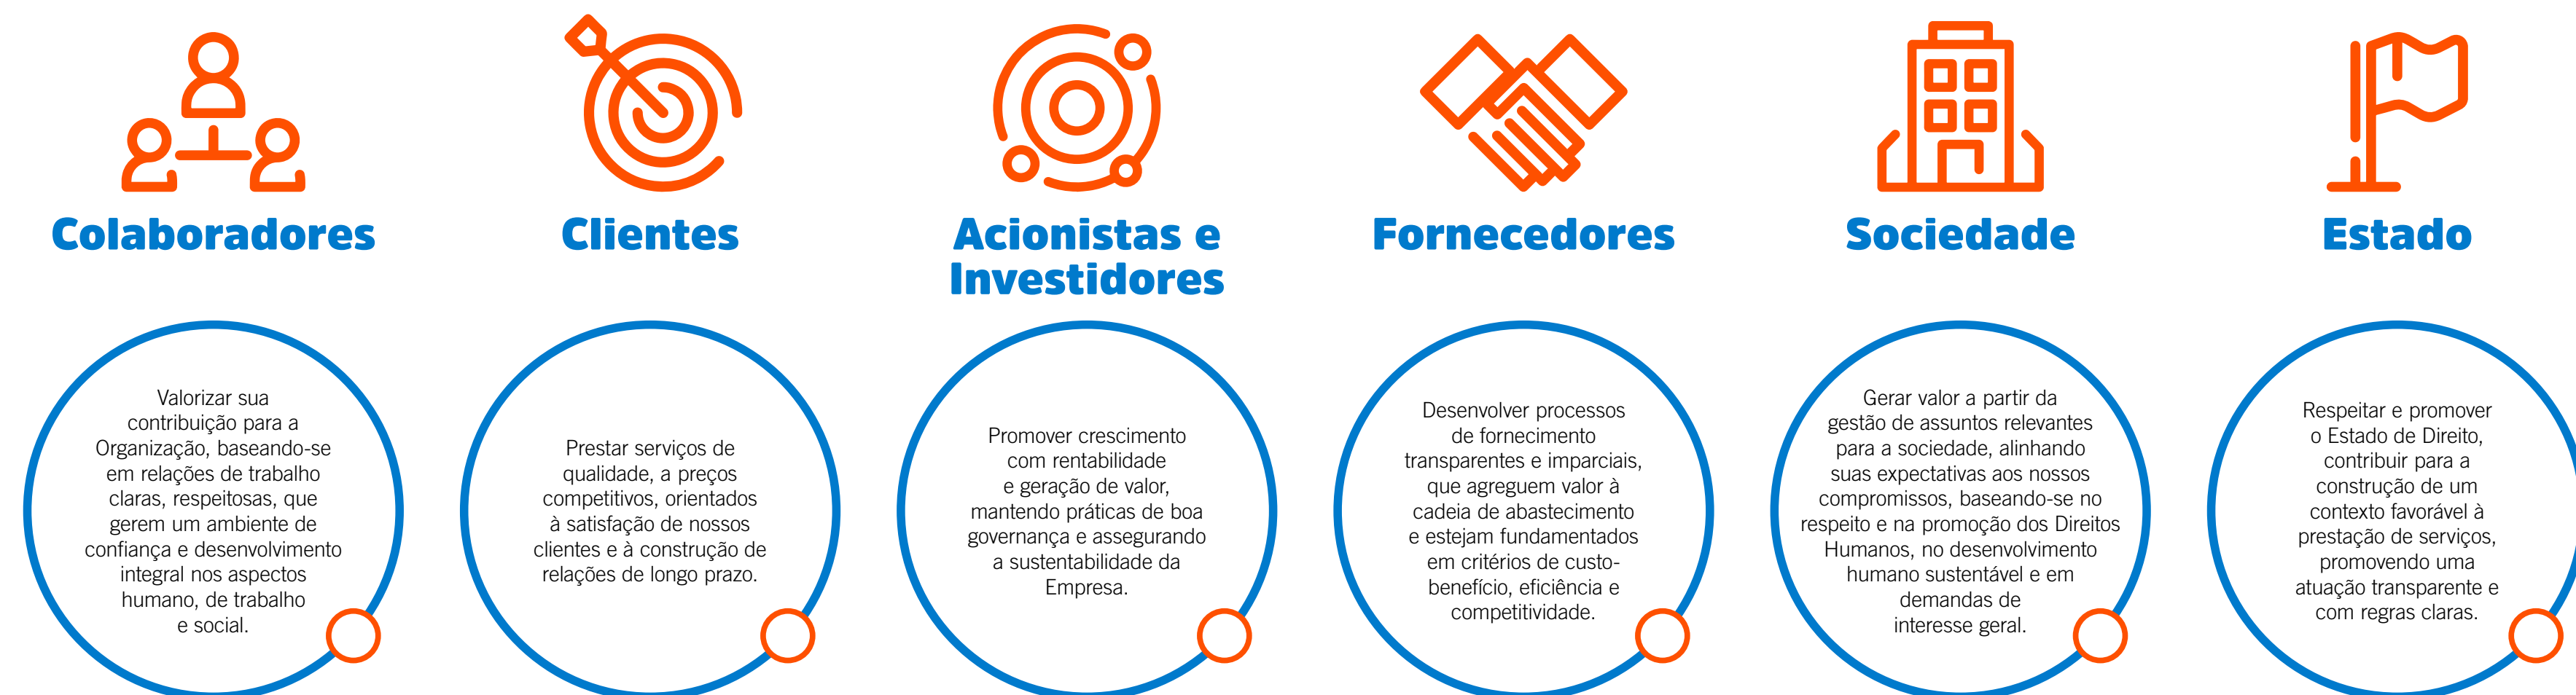 Colaboradores
Valorizar sua
contribuição para a
Organização, baseando-se
em relações de trabalho
claras, respeitosas, que
gerem um ambiente de
confiança e desenvolvimento
integral nos aspectos
humano, de trabalho
e social.
Clientes
Prestar serviços de
qualidade, a preços
competitivos, orientados
à satisfação de nossos
clientes e à construção de
relações de longo prazo.
Acionistas e
Investidores
Promover crescimento
com rentabilidade
e geração de valor,
mantendo práticas de boa
governança e assegurando
a sustentabilidade da
Empresa.
Fornecedores
Desenvolver processos
de fornecimento
transparentes e imparciais,
que agreguem valor à
cadeia de abastecimento
e estejam fundamentados
em critérios de custo-
benefício, eficiência e
competitividade.
Sociedade
Gerar valor a partir da
gestão de assuntos relevantes
para a sociedade, alinhando
suas expectativas aos nossos
compromissos, baseando-se no
respeito e na promoção dos Direitos
Humanos, no desenvolvimento
humano sustentável e em
demandas de
interesse geral.
Estado
Respeitar e promover
o Estado de Direito,
contribuir para a
construção de um
contexto favorável à
prestação de serviços,
promovendo uma
atuação transparente e
com regras claras.